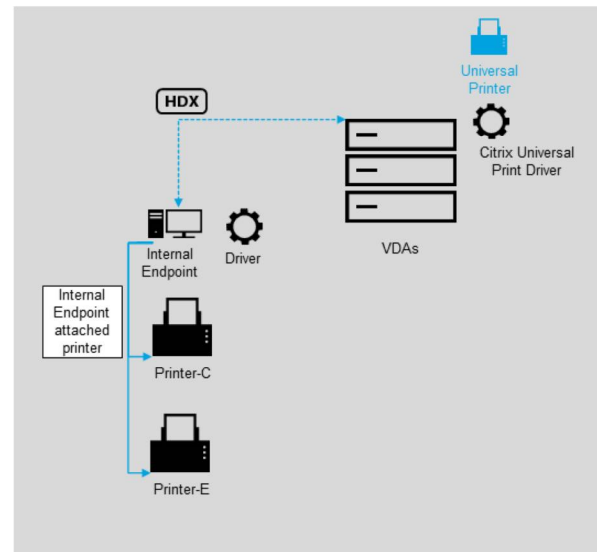 Universal
Printer
HDX
Citrix Universal
Print Driver
VDAs
Internal
Endpoint
Driver
Internal
Endpoint
attached
printer
Printer-C
Printer-E